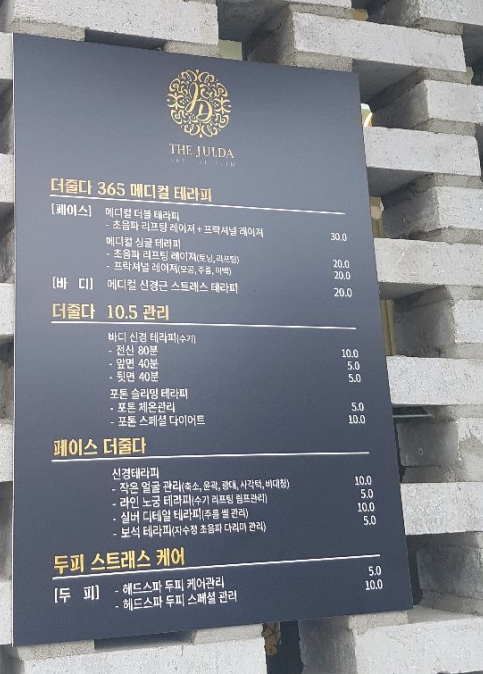 THE JULDA
더줄다 365 메디컬 테라피
[페이스] 메디컬 더블 테라피
- 초음파 리프팅 레이저 + 프락셔널 레이저 30.0
메디컬 싱글 테라피
- 초음파 리프팅 레이저(토닝, 리프팅) 20.0
- 프락셔널 레이저(모공, 주름, 미백) 20.0
[바 디] 메디컬 신경근 스트레스 테라피 20.0
더줄다 10.5 관리
바디 신경 테라피(수기)
- 전신 80분 10.0
- 앞면 40분 5.0
- 뒷면 40분 5.0
포톤 슬리밍 테라피
- 포톤 체온관리 5.0
- 포톤 스페셜 다이어트 10.0
페이스 더줄다
신경테라피
- 작은 얼굴 관리(축소, 윤곽, 광대, 사각턱, 비대칭) 10.0
- 라인 노궁 테라피(수기 리프팅 림프관리) 5.0
- 실버 디테일 테라피(주름 쎌 관리) 10.0
- 보석 테라피(자수정 초음파 다리미 관리) 5.0
두피 스트래스 케어
[두 피] - 헤드스파 두피 케어관리 5.0
- 헤드스파 두피 스페셜 관리 10.0